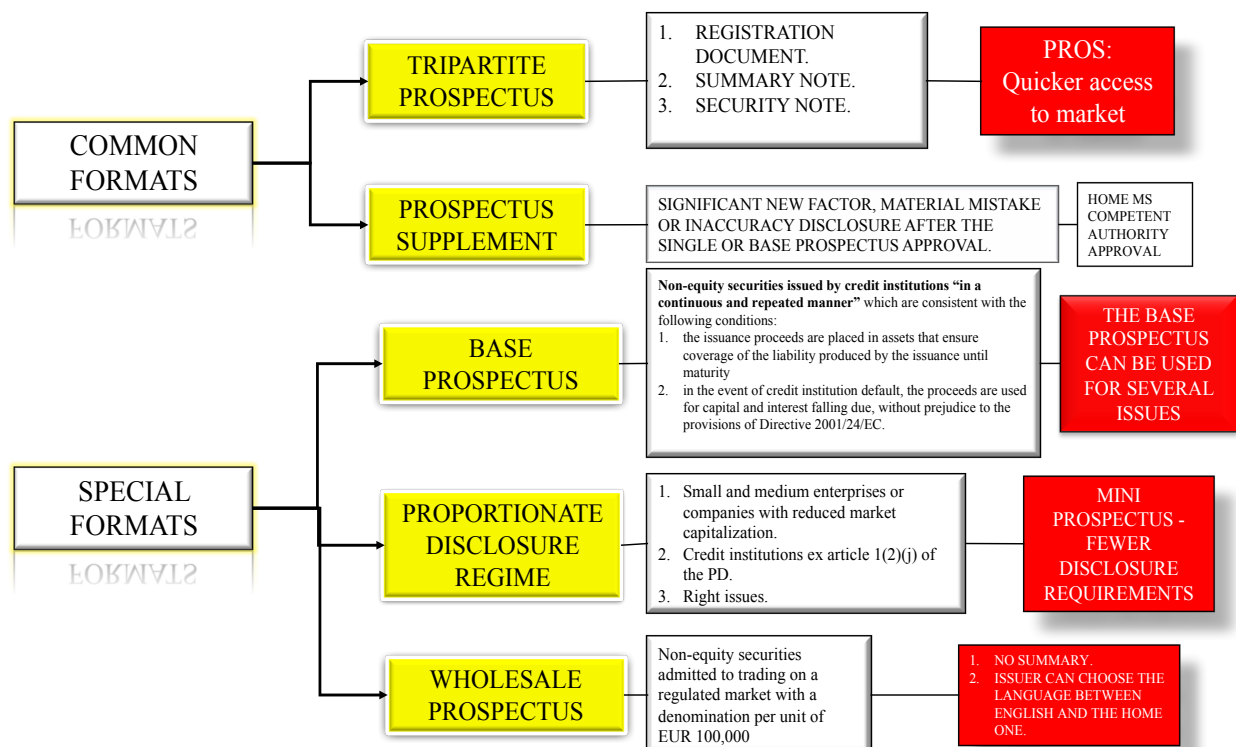 COMMON
FORMATS
TRIPARTITE
PROSPECTUS
1. REGISTRATION
DOCUMENT.
2. SUMMARY NOTE.
3. SECURITY NOTE.
PROS:
Quicker access
to market
PROSPECTUS
SUPPLEMENT
SIGNIFICANT NEW FACTOR, MATERIAL MISTAKE
OR INACCURACY DISCLOSURE AFTER THE
SINGLE OR BASE PROSPECTUS APPROVAL.
HOME MS
COMPETENT
AUTHORITY
APPROVAL
SPECIAL
FORMATS
BASE
PROSPECTUS
Non-equity securities issued by credit institutions “in a
continuous and repeated manner” which are consistent with the
following conditions:
1. the issuance proceeds are placed in assets that ensure
coverage of the liability produced by the issuance until
maturity
2. in the event of credit institution default, the proceeds are used
for capital and interest falling due, without prejudice to the
provisions of Directive 2001/24/EC.
THE BASE
PROSPECTUS
CAN BE USED
FOR SEVERAL
ISSUES
PROPORTIONATE
DISCLOSURE
REGIME
1. Small and medium enterprises or
companies with reduced market
capitalization.
2. Credit institutions ex article 1(2)(j) of
the PD.
3. Right issues.
MINI
PROSPECTUS -
FEWER
DISCLOSURE
REQUIREMENTS
WHOLESALE
PROSPECTUS
Non-equity securities
admitted to trading on a
regulated market with a
denomination per unit of
EUR 100,000
1. NO SUMMARY.
2. ISSUER CAN CHOOSE THE
LANGUAGE BETWEEN
ENGLISH AND THE HOME
ONE.